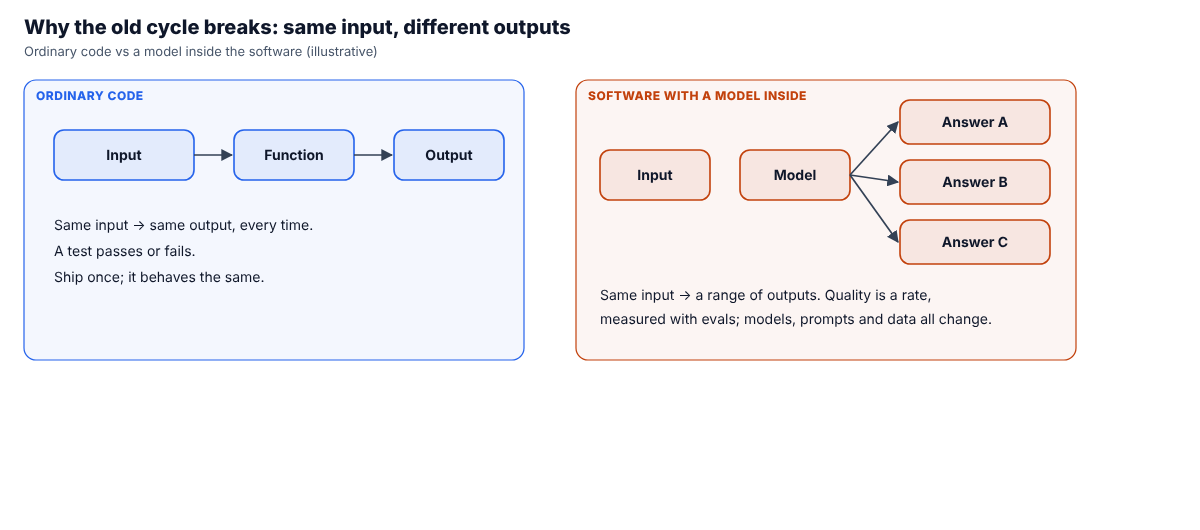 Why the old cycle breaks: same input, different outputs
Ordinary code vs a model inside the software (illustrative)
ORDINARY CODE
Input
Function
Output
Same input → same output, every time.
A test passes or fails.
Ship once; it behaves the same.
SOFTWARE WITH A MODEL INSIDE
Input
Model
Answer A
Answer B
Answer C
Same input → a range of outputs. Quality is a rate,
measured with evals; models, prompts and data all change.